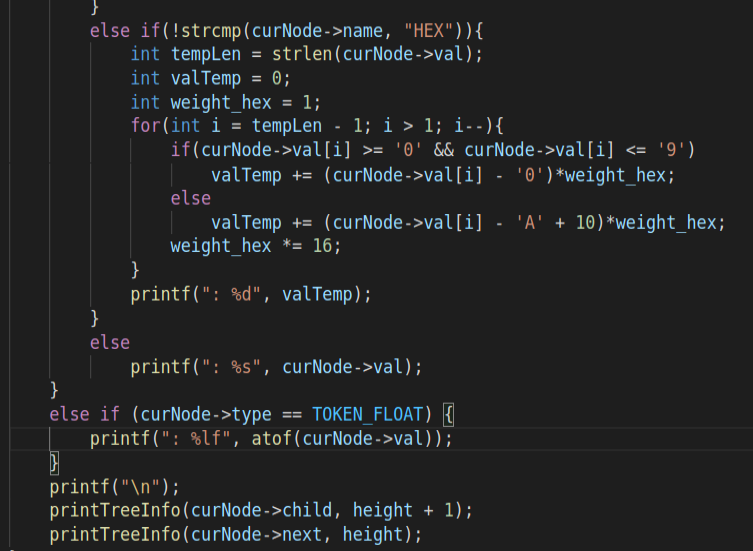 }
else if(!strcmp(curNode->name, "HEX")){
int tempLen = strlen(curNode->val);
int valTemp = 0;
int weight_hex = 1;
for(int i = tempLen - 1; i > 1; i--){
if(curNode->val[i] >= '0' && curNode->val[i] <= '9')
valTemp += (curNode->val[i] - '0')*weight_hex;
else
valTemp += (curNode->val[i] - 'A' + 10)*weight_hex;
weight_hex *= 16;
}
printf(": %d", valTemp);
}
else
printf(": %s", curNode->val);
}
else if (curNode->type == TOKEN_FLOAT) {
printf(": %lf", atof(curNode->val));
}
printf("\n");
printTreeInfo(curNode->child, height + 1);
printTreeInfo(curNode->next, height);